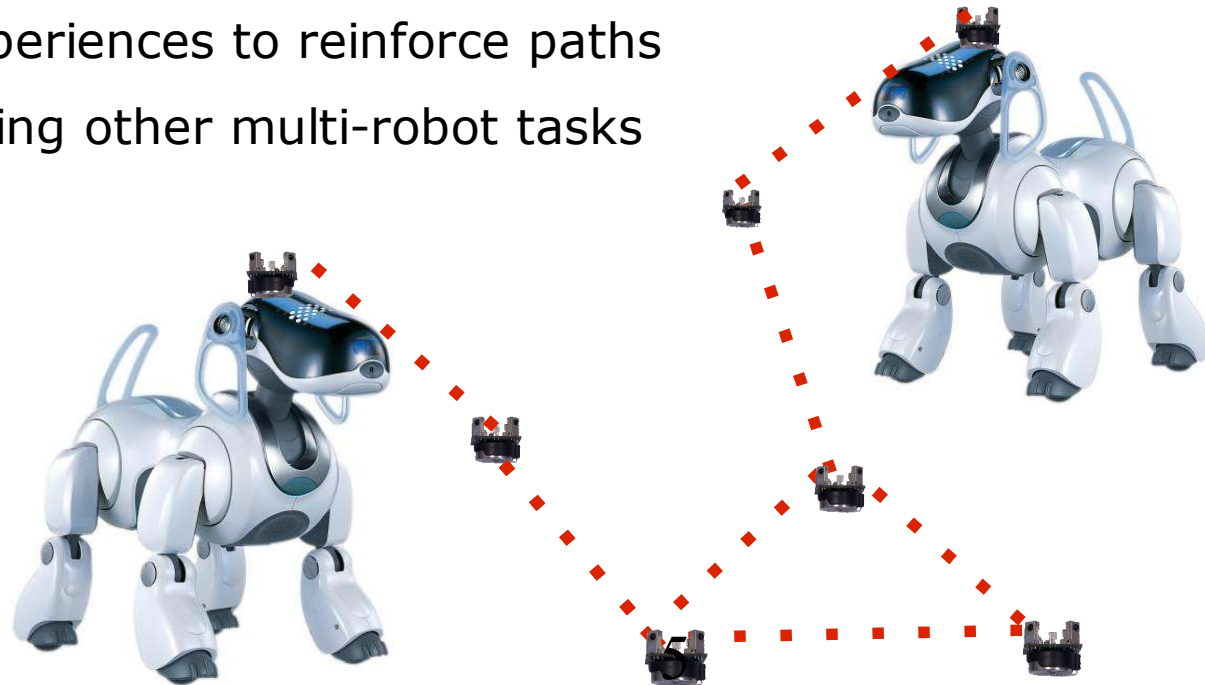 periences to reinforce paths
ing other multi-robot tasks
5